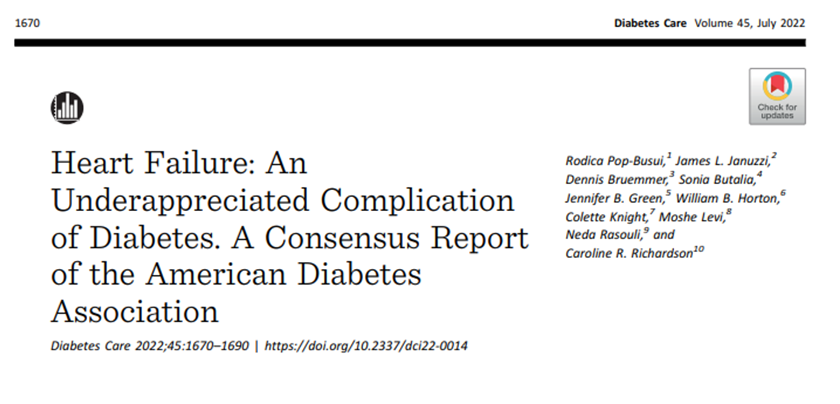 1670
Diabetes Care Volume 45, July 2022
Check for
updates
Heart Failure: An
Underappreciated Complication
of Diabetes. A Consensus Report
of the American Diabetes
Association
Diabetes Care 2022;45:1670–1690 | https://doi.org/10.2337/dci22-0014
Rodica Pop-Busui,1 James L. Januzzi,2
Dennis Bruemmer,3 Sonia Butalia,4
Jennifer B. Green,5 William B. Horton,6
Colette Knight,7 Moshe Levi,8
Neda Rasouli,9 and
Caroline R. Richardson10